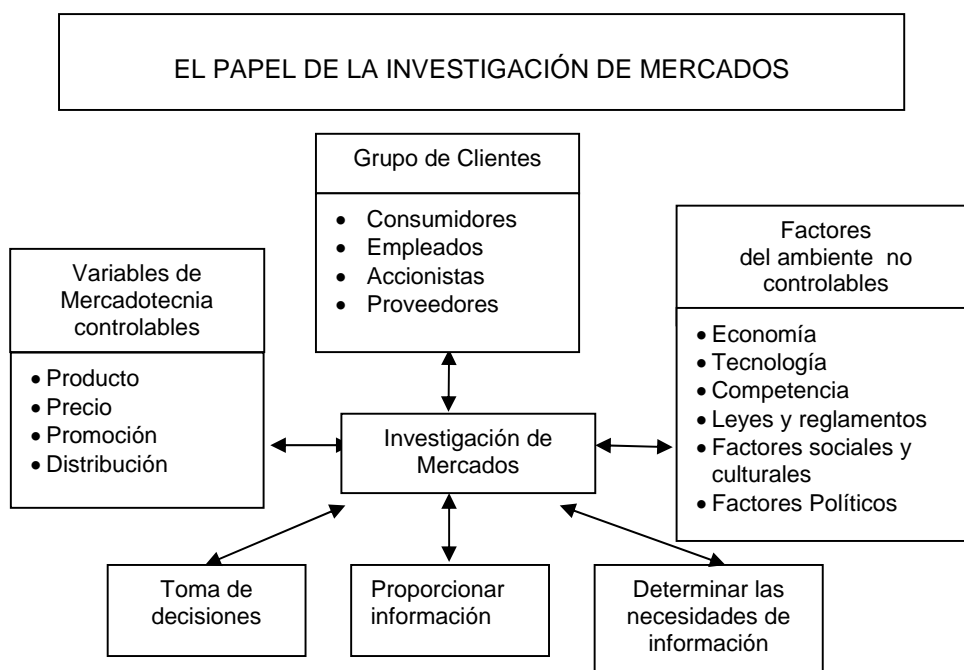 EL PAPEL DE LA INVESTIGACIÓN DE MERCADOS
Grupo de Clientes
• Consumidores
• Empleados
• Accionistas
• Proveedores
Variables de
Mercadotecnia
controlables
• Producto
• Precio
• Promoción
• Distribución
Factores
del ambiente no
controlables
• Economía
• Tecnología
• Competencia
• Leyes y reglamentos
• Factores sociales y
culturales
• Factores Políticos
Investigación de
Mercados
Toma de
decisiones
Proporcionar
información
Determinar las
necesidades de
información